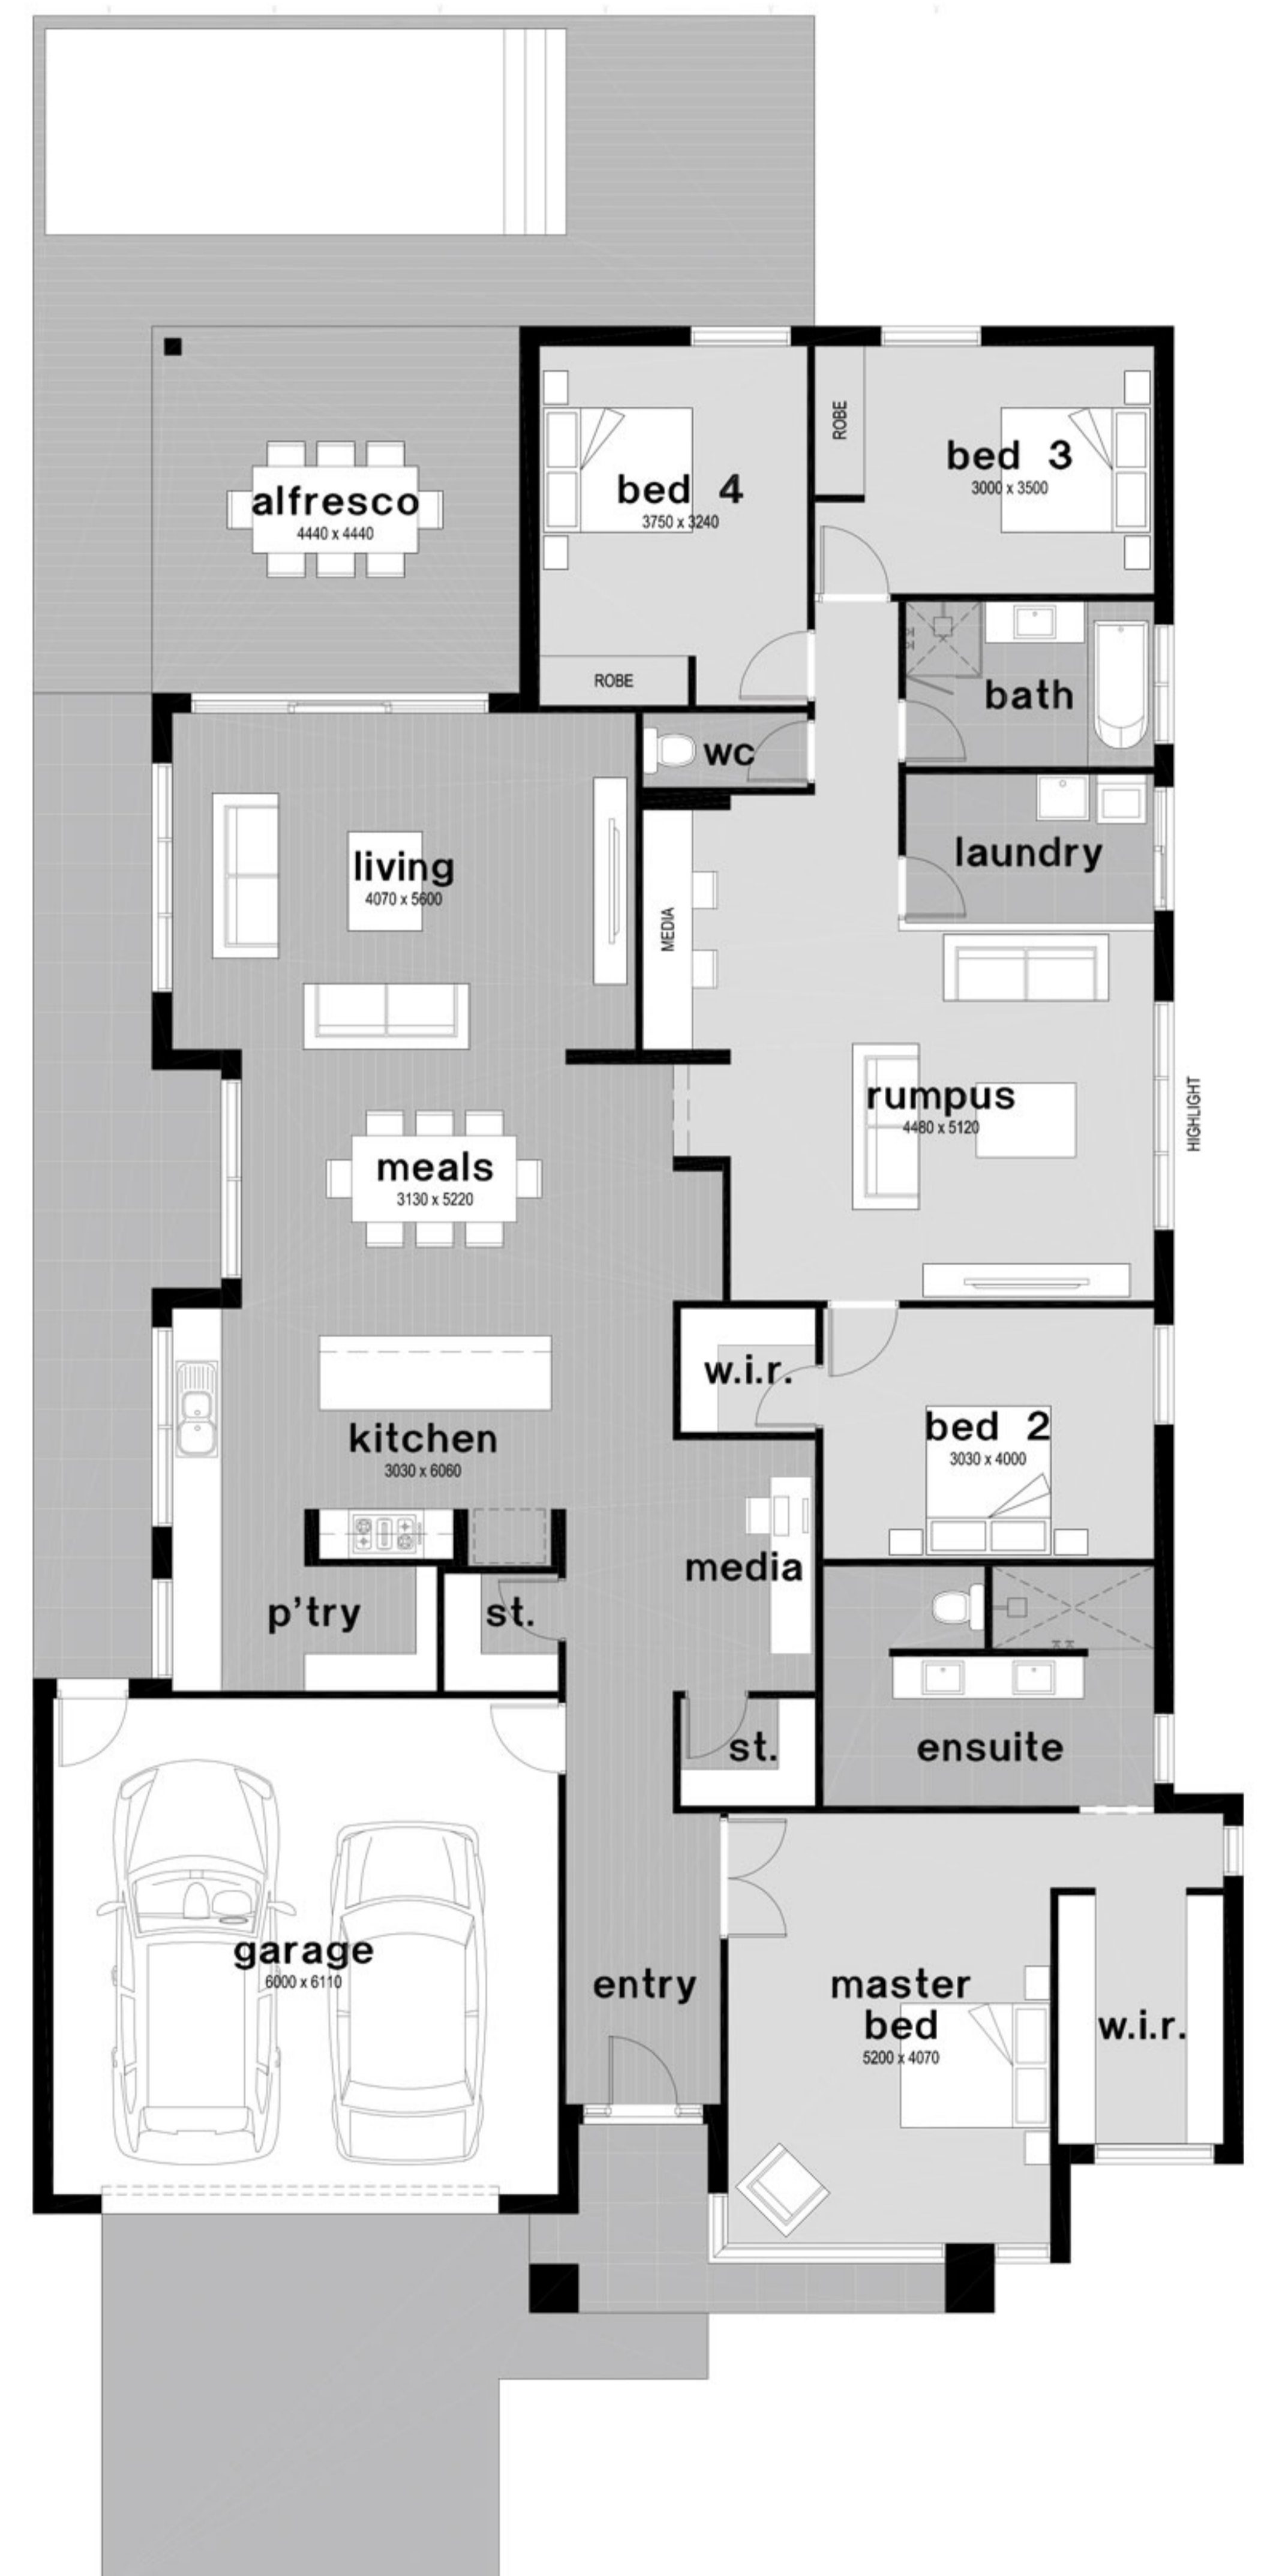 ROBE
bed 3
3000 x 3500
bed 4
3750 x 3240
alfresco
4440 x 4440
ROBE
bath
wc
living
4070 x 5600
laundry
MEDIA
rumpus
4480 x 5120
HIGHLIGHT
meals
3130 x 5220
w.i.r.
bed 2
3030 x 4000
kitchen
3030 x 6060
media
p'try
st.
st.
ensuite
garage
6000 x 6110
entry
master
bed
5200 x 4070
w.i.r.